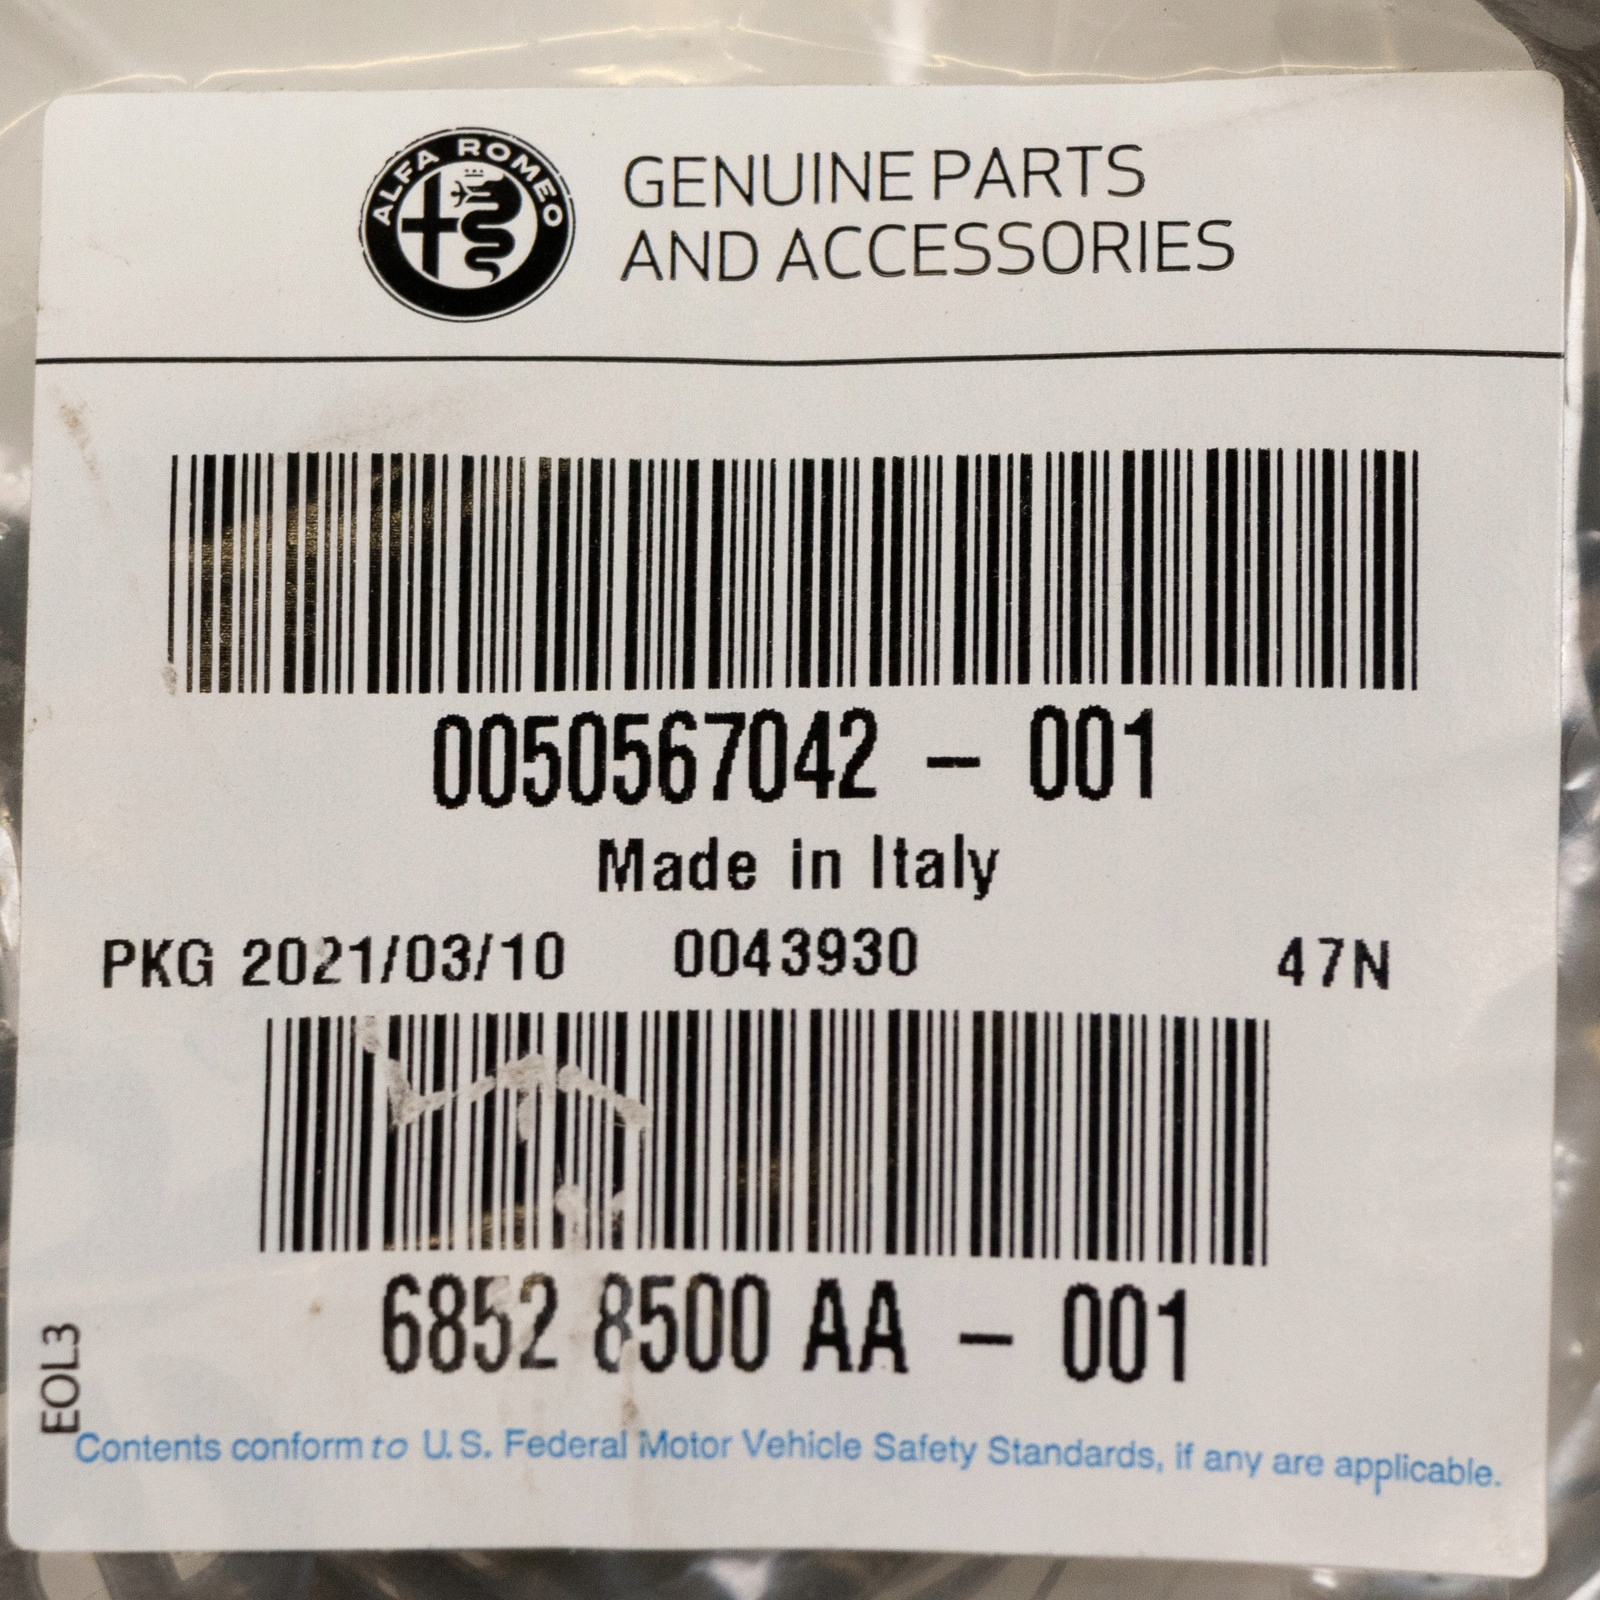 ALFA ROMEO
GENUINE PARTS
AND ACCESSORIES
0050567042 - 001
Made in Italy
PKG 2021/03/10 0043930 47N
6852 8500 AA - 001
EOL3
Contents conform to U.S. Federal Motor Vehicle Safety Standards, if any are applicable.